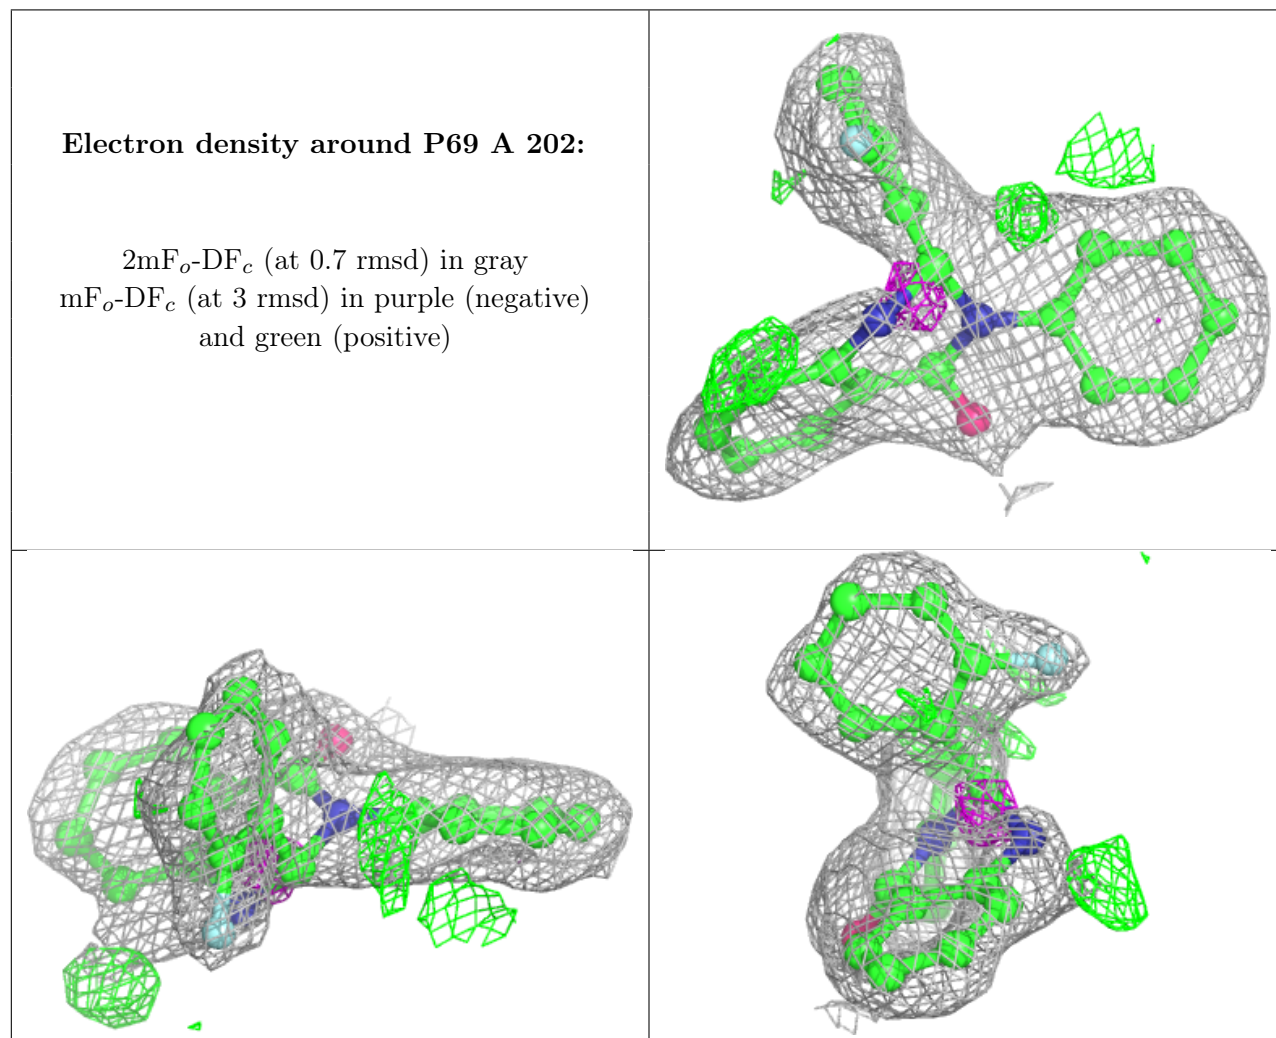 Electron density around P69 A 202:
2mFo-DFc (at 0.7 rmsd) in gray
mFo-DFc (at 3 rmsd) in purple (negative)
and green (positive)